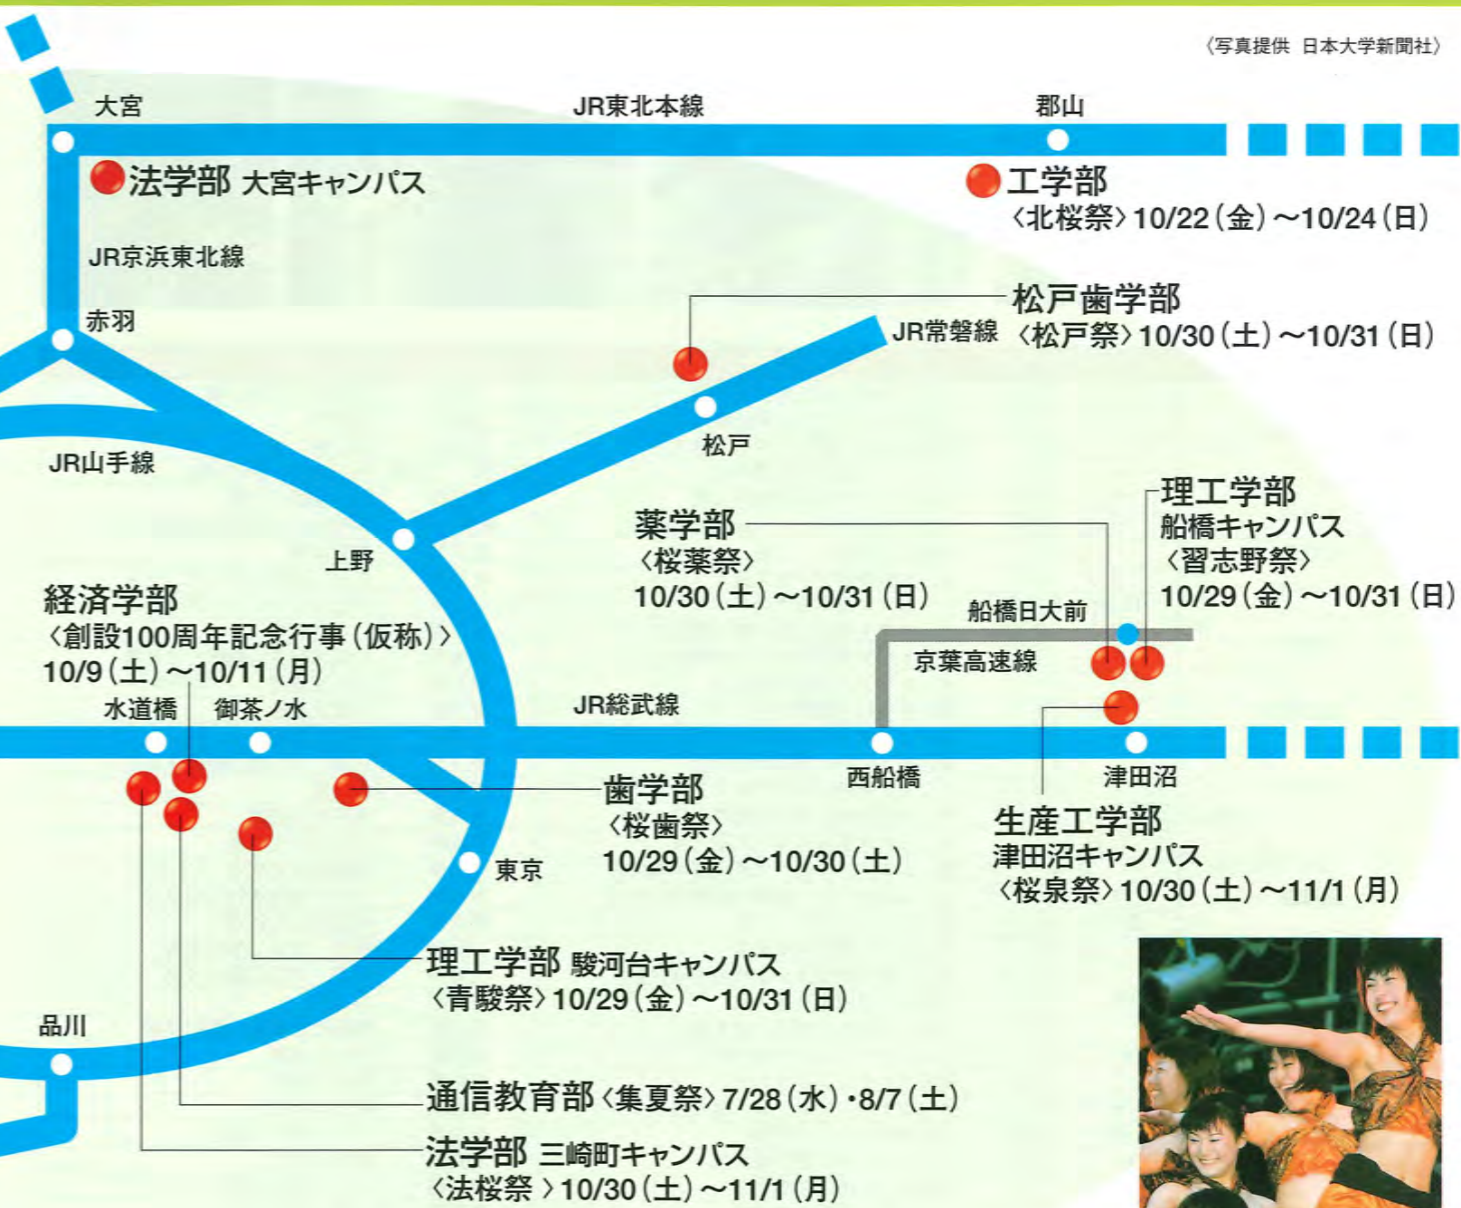 〈写真提供 日本大学新聞社〉
大宮
JR東北本線
郡山
法学部 大宮キャンパス
工学部
〈北桜祭〉10/22(金)〜10/24(日)
JR京浜東北線
赤羽
松戸歯学部
JR常磐線
〈松戸祭〉10/30(土)〜10/31(日)
松戸
JR山手線
上野
薬学部
〈桜薬祭〉
10/30(土)〜10/31(日)
理工学部
船橋キャンパス
〈習志野祭〉
10/29(金)〜10/31(日)
船橋日大前
京葉高速線
経済学部
〈創設100周年記念行事(仮称)〉
10/9(土)〜10/11(月)
水道橋
御茶ノ水
JR総武線
西船橋
津田沼
歯学部
〈桜歯祭〉
10/29(金)〜10/30(土)
生産工学部
津田沼キャンパス
〈桜泉祭〉10/30(土)〜11/1(月)
東京
理工学部 駿河台キャンパス
〈青駿祭〉10/29(金)〜10/31(日)
品川
通信教育部〈集夏祭〉7/28(水)・8/7(土)
法学部 三崎町キャンパス
〈法桜祭 〉10/30(土)〜11/1(月)